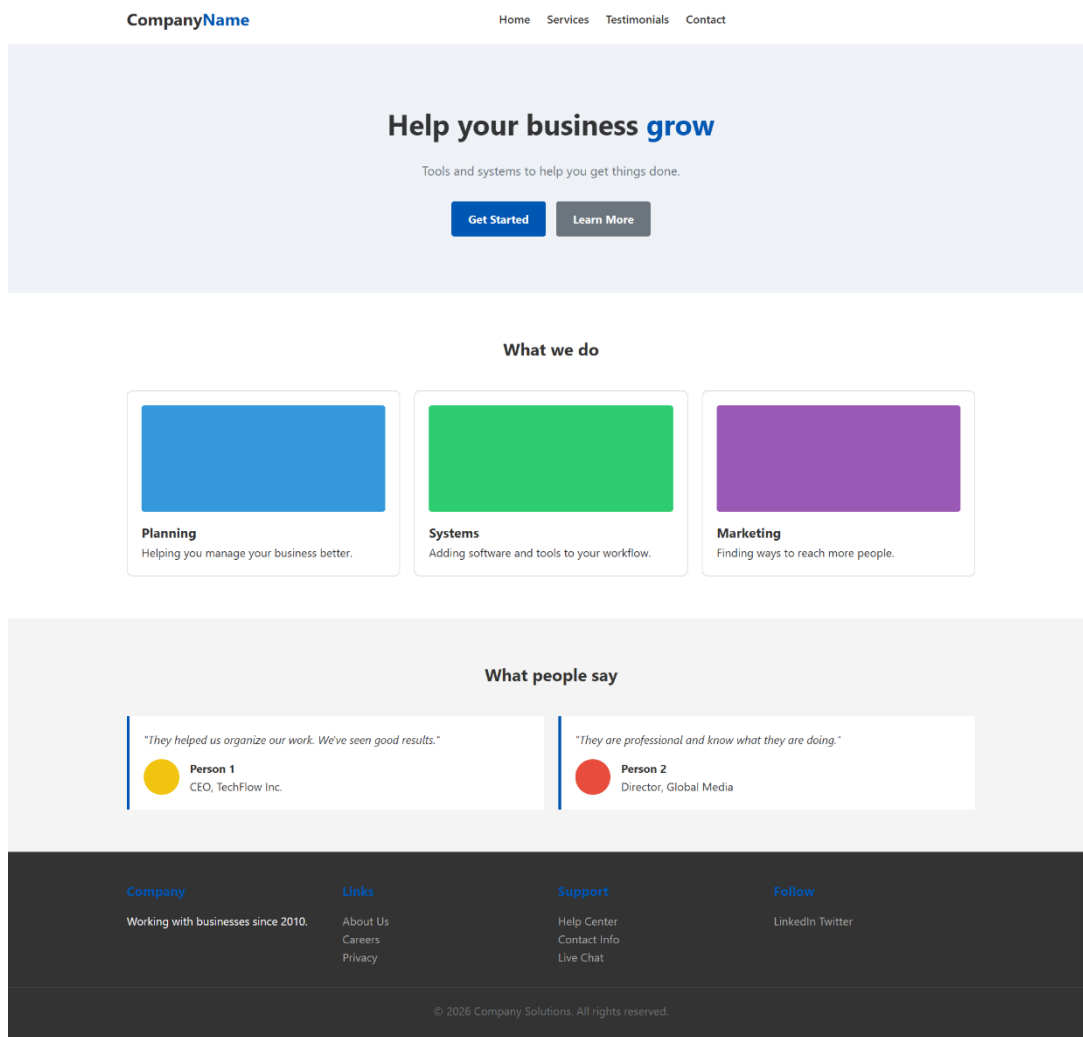 CompanyName
Home Services Testimonials Contact
Help your business grow
Tools and systems to help you get things done.
Get Started Learn More
What we do
Planning
Helping you manage your business better.
Systems
Adding software and tools to your workflow.
Marketing
Finding ways to reach more people.
What people say
"They helped us organize our work. We've seen good results."
Person 1
CEO, TechFlow Inc.
"They are professional and know what they are doing."
Person 2
Director, Global Media
Company
Working with businesses since 2010.
Links
About Us
Careers
Privacy
Support
Help Center
Contact Info
Live Chat
Follow
LinkedIn Twitter
© 2026 Company Solutions. All rights reserved.